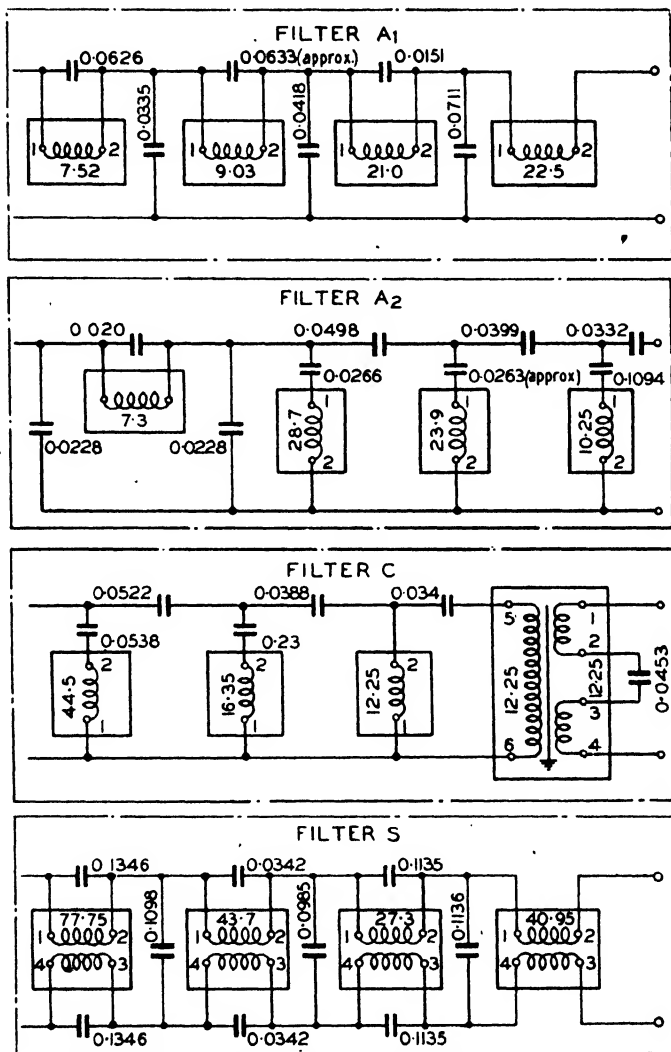 FILTER A1
0·0626 0·0633(approx.) 0·0151
0·0335 0·0418 0·0711
1 2 1 2 1 2 1 2
7·52 9·03 21·0 22·5
FILTER A2
0·020 0·0498 0·0399 0·0332
0·0266 0·0263(approx) 0·1094
7·3 28·7 1 2 23·9 1 2 10·25 1 2
0·0228 0·0228
FILTER C
0·0522 0·0388 0·034
0·0538 0·23
44·5 2 1 16·35 2 1 12·25 2 1
5 6 12·25 1 2 12·25 3 4 0·0453
FILTER S
0·1346 0·0342 0·1135
0·1098 0·0985 0·1136
77·75 43·7 27·3 40·95
1 2 1 2 1 2 1 2
4 3 4 3 4 3 4 3
0·1346 0·0342 0·1135